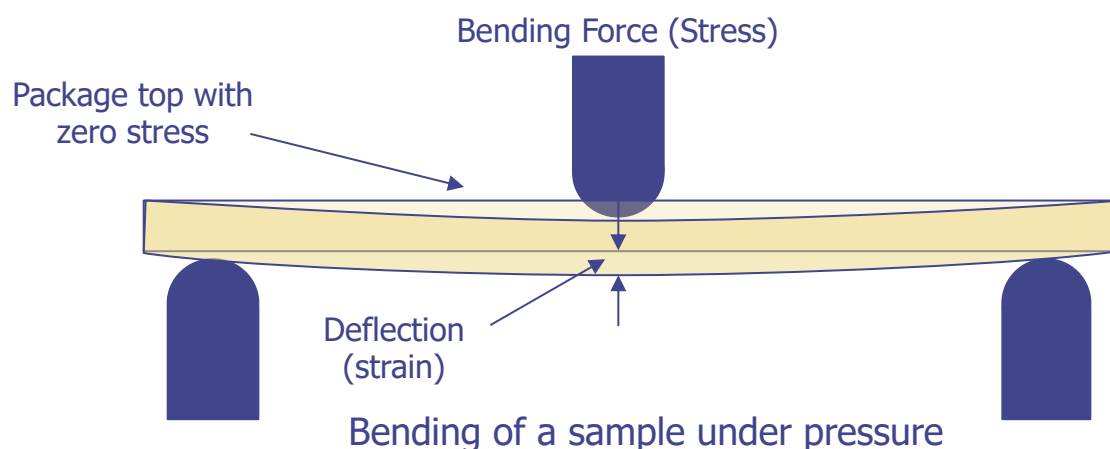 Bending Force (Stress)
Package top with
zero stress
Deflection
(strain)
Bending of a sample under pressure